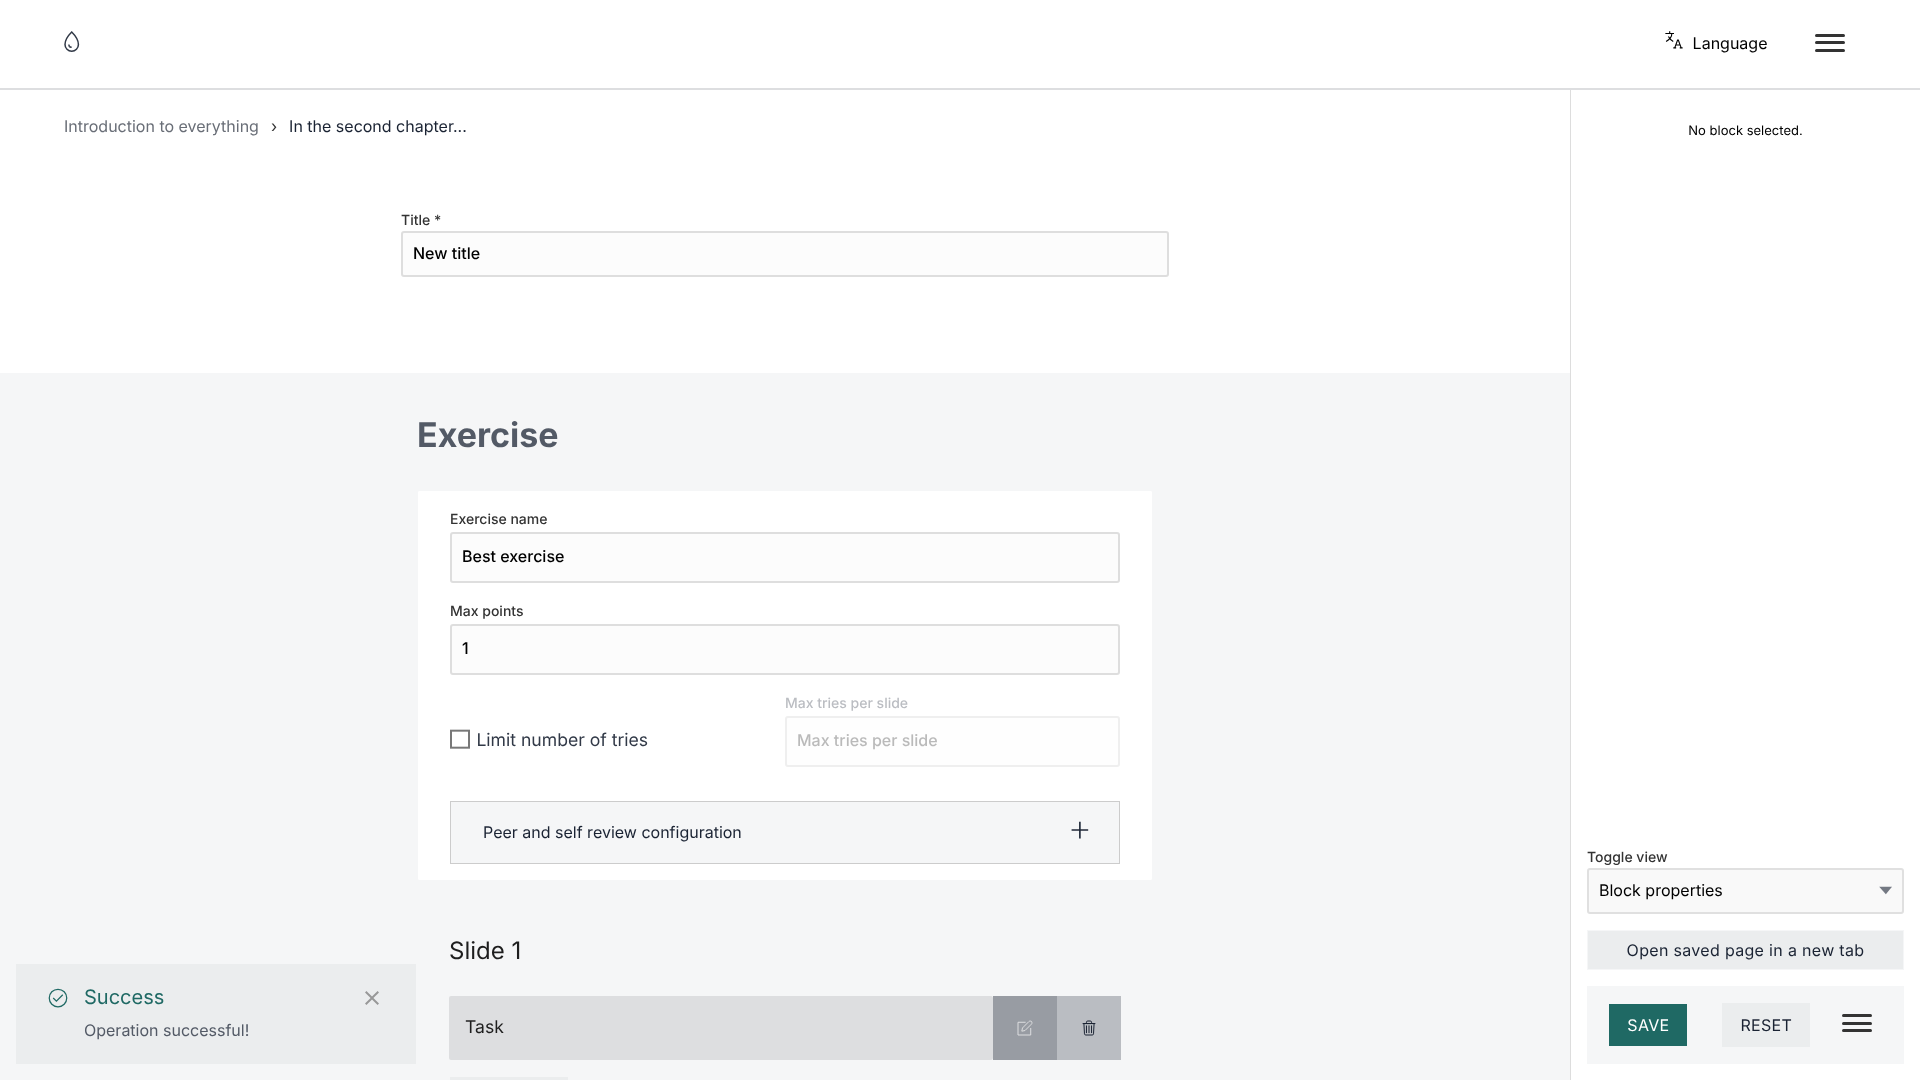 Language
Introduction to everything › In the second chapter...
No block selected.
Title *
New title
Exercise
Exercise name
Best exercise
Max points
1
Max tries per slide
Limit number of tries
Max tries per slide
Peer and self review configuration
Slide 1
Task
Success
Operation successful!
Toggle view
Block properties
Open saved page in a new tab
SAVE
RESET